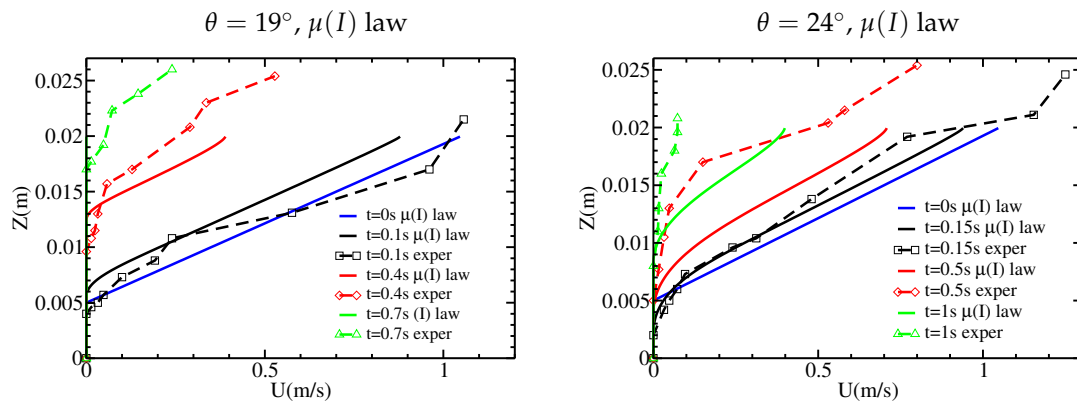 θ = 19°, μ(I) law
Z(m)
0.025
0.02
0.015
0.01
0.005
0
0
0.5
1
U(m/s)
t=0s μ(I) law
t=0.1s μ(I) law
t=0.1s exper
t=0.4s μ(I) law
t=0.4s exper
t=0.7s (I) law
t=0.7s exper
θ = 24°, μ(I) law
Z(m)
0.025
0.02
0.015
0.01
0.005
0
0
0.5
1
U(m/s)
t=0s μ(I) law
t=0.15s μ(I) law
t=0.15s exper
t=0.5s μ(I) law
t=0.5s exper
t=1s μ(I) law
t=1s exper